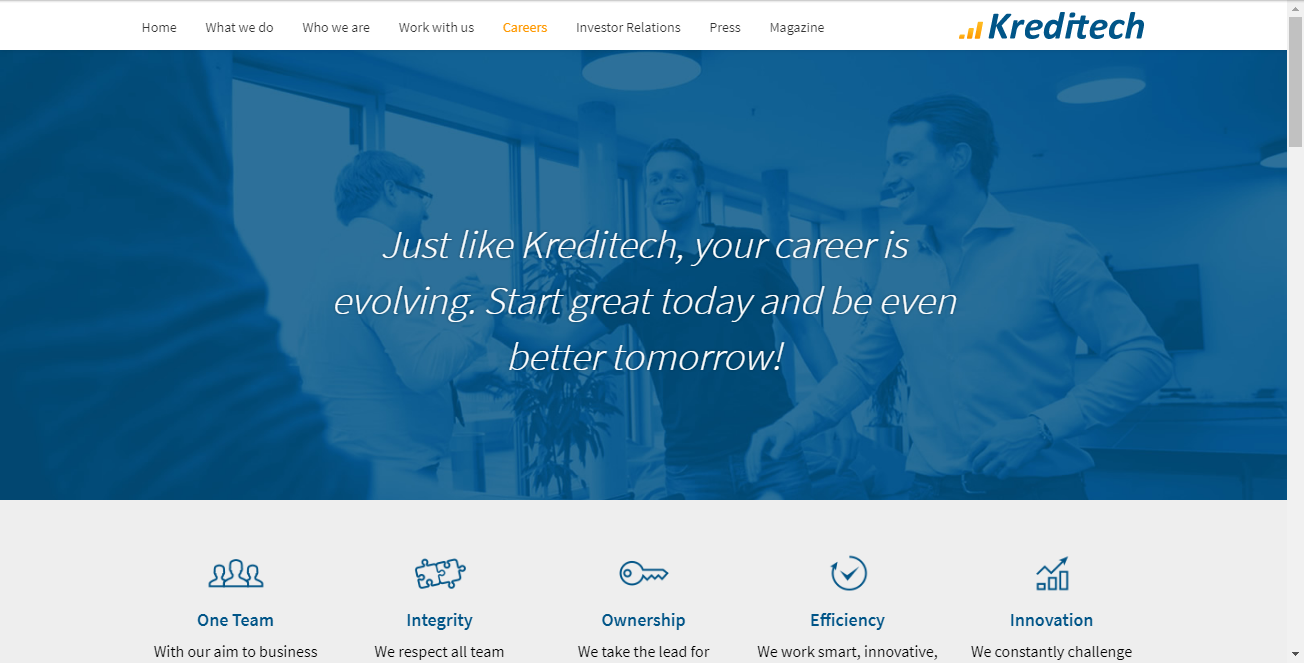 Home What we do Who we are Work with us Careers Investor Relations Press Magazine Kreditech
Just like Kreditech, your career is
evolving. Start great today and be even
better tomorrow!
One Team Integrity Ownership Efficiency Innovation
With our aim to business We respect all team We take the lead for We work smart, innovative, We constantly challenge